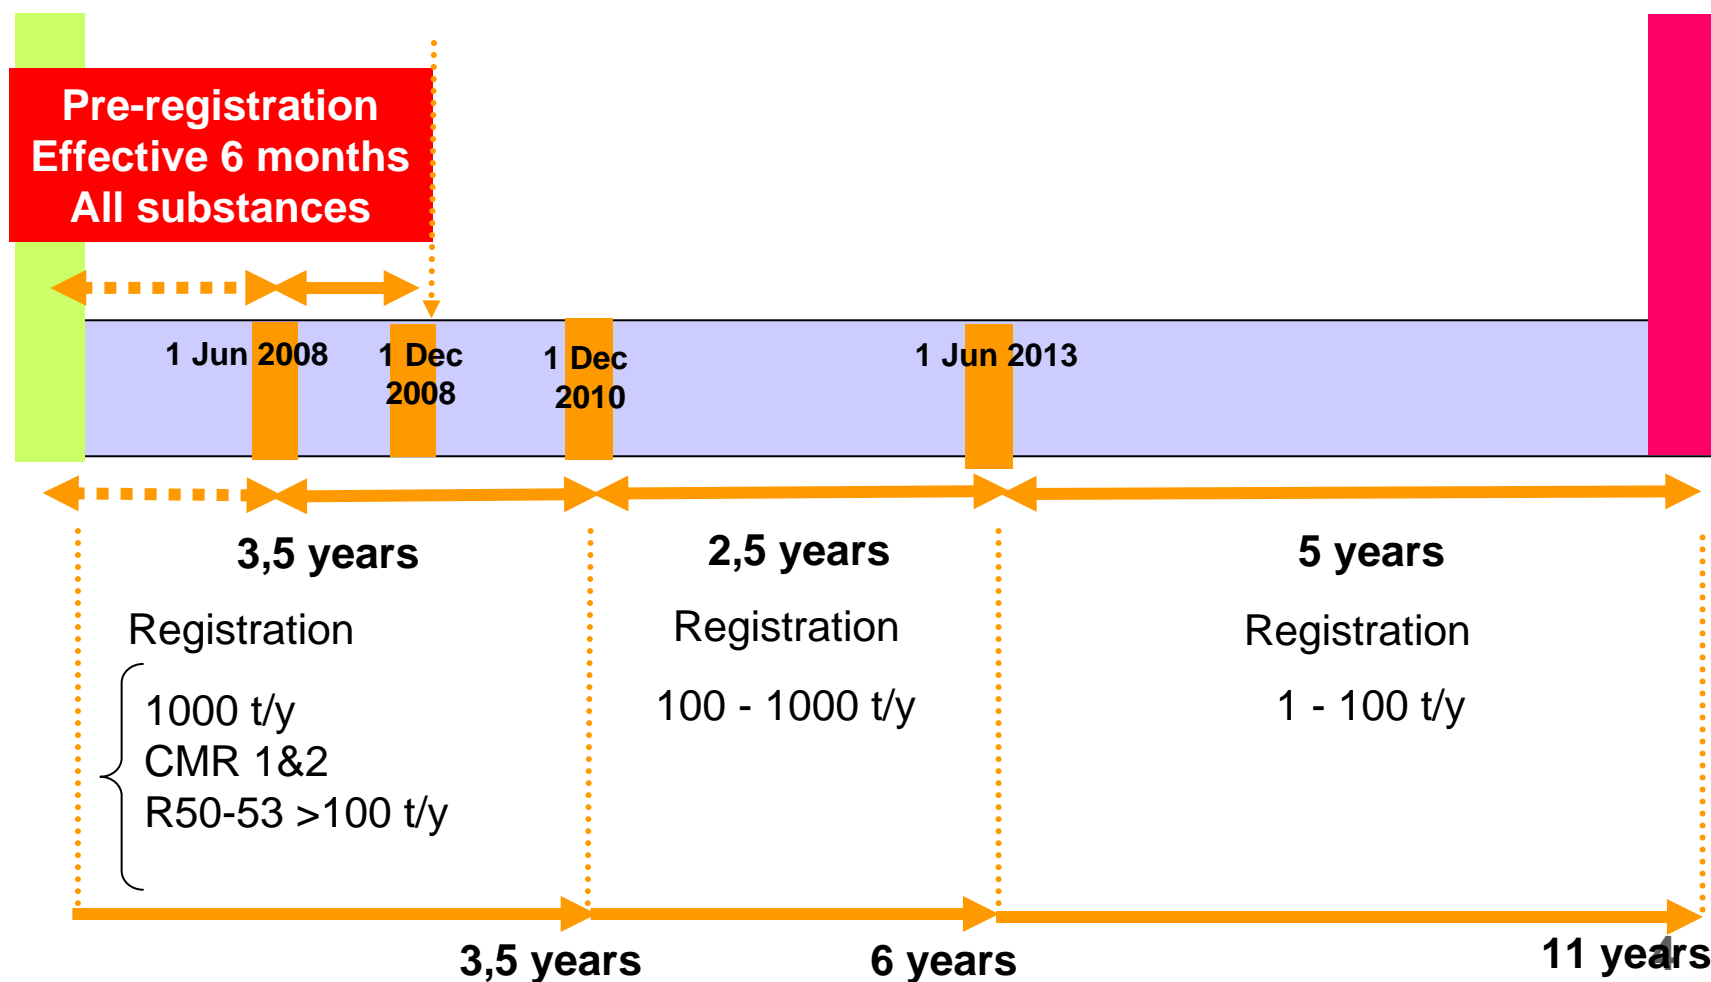 Pre-registration
Effective 6 months
All substances
1 Jun 2008
1 Dec
2008
1 Dec
2010
1 Jun 2013
3,5 years
2,5 years
5 years
Registration
1000 t/y
CMR 1&2
R50-53 >100 t/y
Registration
100 - 1000 t/y
Registration
1 - 100 t/y
3,5 years
6 years
11 years
4